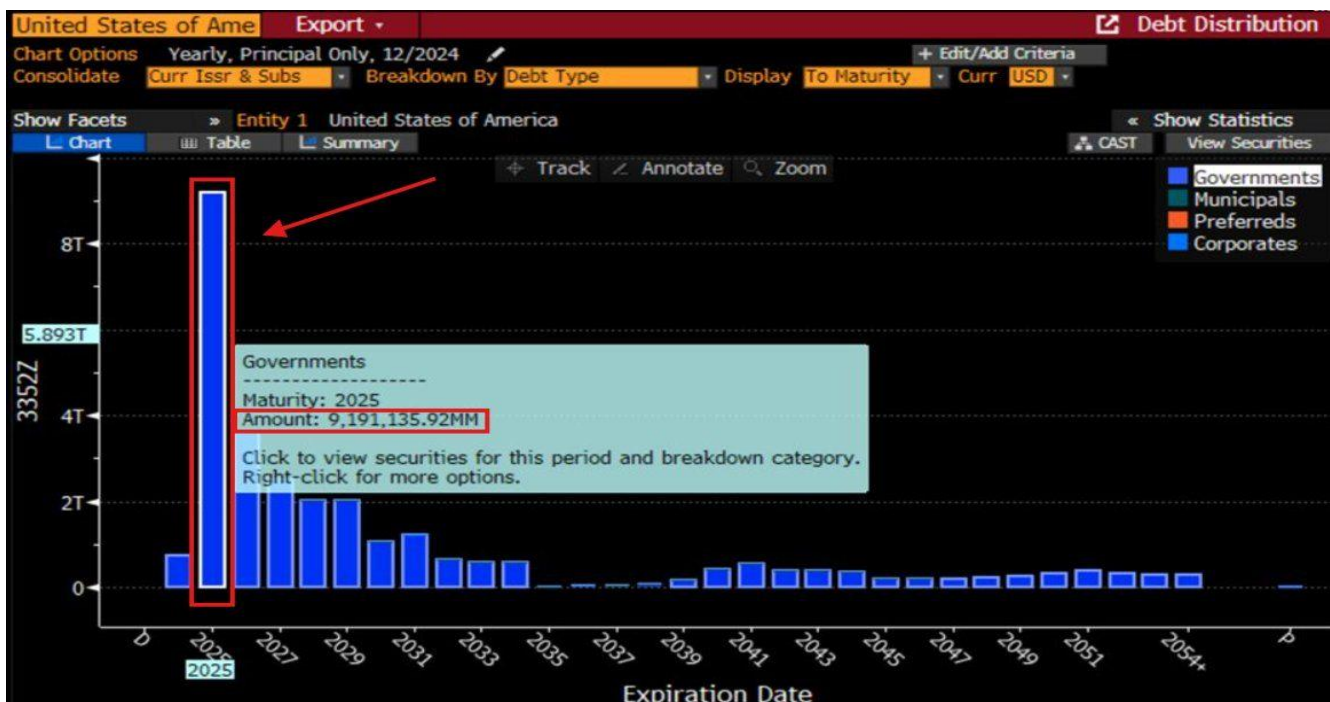 United States of Ame Export Debt Distribution
Chart Options Yearly, Principal Only, 12/2024 + Edit/Add Criteria
Consolidate Curr Issr & Subs Breakdown By Debt Type Display To Maturity Curr USD
Show Facets » Entity 1 United States of America « Show Statistics
Chart Table Summary CAST View Securities
Track Annotate Zoom
Governments
Municipals
Preferreds
Corporates
8T
5.893T
3352Z
4T
2T
0
Governments
-------------------
Maturity: 2025
Amount: 9,191,135.92MM
Click to view securities for this period and breakdown category.
Right-click for more options.
D 2025 2027 2029 2031 2033 2035 2037 2039 2041 2043 2045 2047 2049 2051 2054+ P
2025
Expiration Date